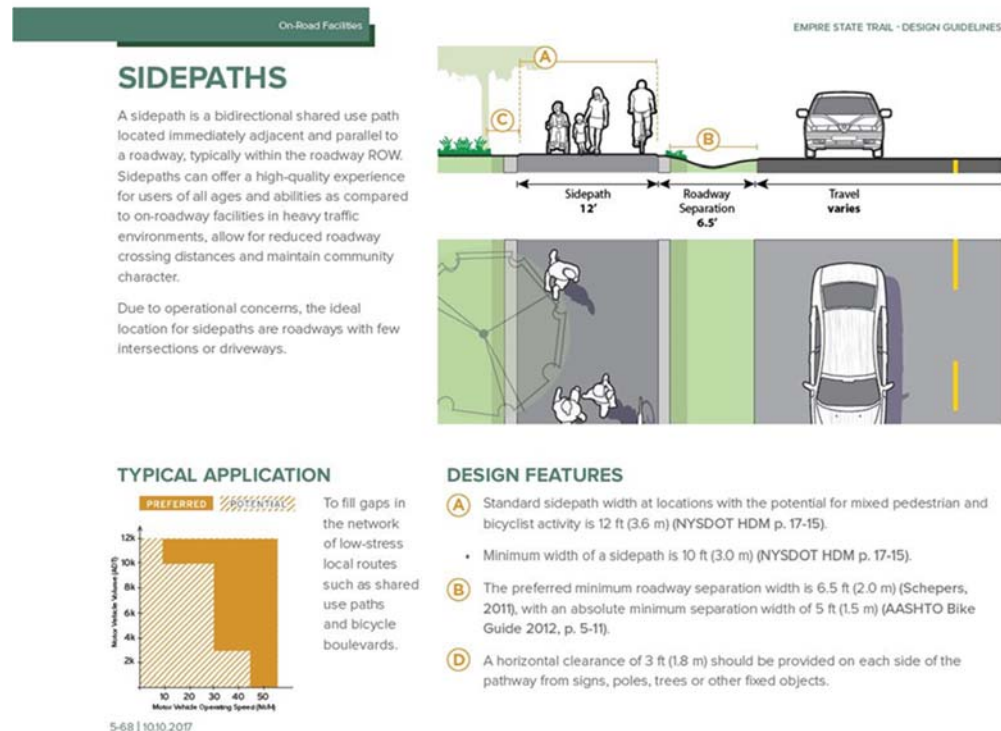 On-Road Facilities
EMPIRE STATE TRAIL - DESIGN GUIDELINES
SIDEPATHS
A sidepath is a bidirectional shared use path
located immediately adjacent and parallel to
a roadway, typically within the roadway ROW.
Sidepaths can offer a high-quality experience
for users of all ages and abilities as compared
to on-roadway facilities in heavy traffic
environments, allow for reduced roadway
crossing distances and maintain community
character.
Due to operational concerns, the ideal
location for sidepaths are roadways with few
intersections or driveways.
A
C
B
Sidepath
12'
Roadway
Separation
6.5'
Travel
varies
TYPICAL APPLICATION
PREFERRED
POTENTIAL
12k
10k
8k
6k
4k
2k
Motor Vehicle Volume (ADT)
10 20 30 40 50
Motor Vehicle Operating Speed (Mi/H)
To fill gaps in
the network
of low-stress
local routes
such as shared
use paths
and bicycle
boulevards.
DESIGN FEATURES
A Standard sidepath width at locations with the potential for mixed pedestrian and
bicyclist activity is 12 ft (3.6 m) (NYSDOT HDM p. 17-15).
• Minimum width of a sidepath is 10 ft (3.0 m) (NYSDOT HDM p. 17-15).
B The preferred minimum roadway separation width is 6.5 ft (2.0 m) (Schepers,
2011), with an absolute minimum separation width of 5 ft (1.5 m) (AASHTO Bike
Guide 2012, p. 5-11).
D A horizontal clearance of 3 ft (1.8 m) should be provided on each side of the
pathway from signs, poles, trees or other fixed objects.
5-68 | 10.10.2017